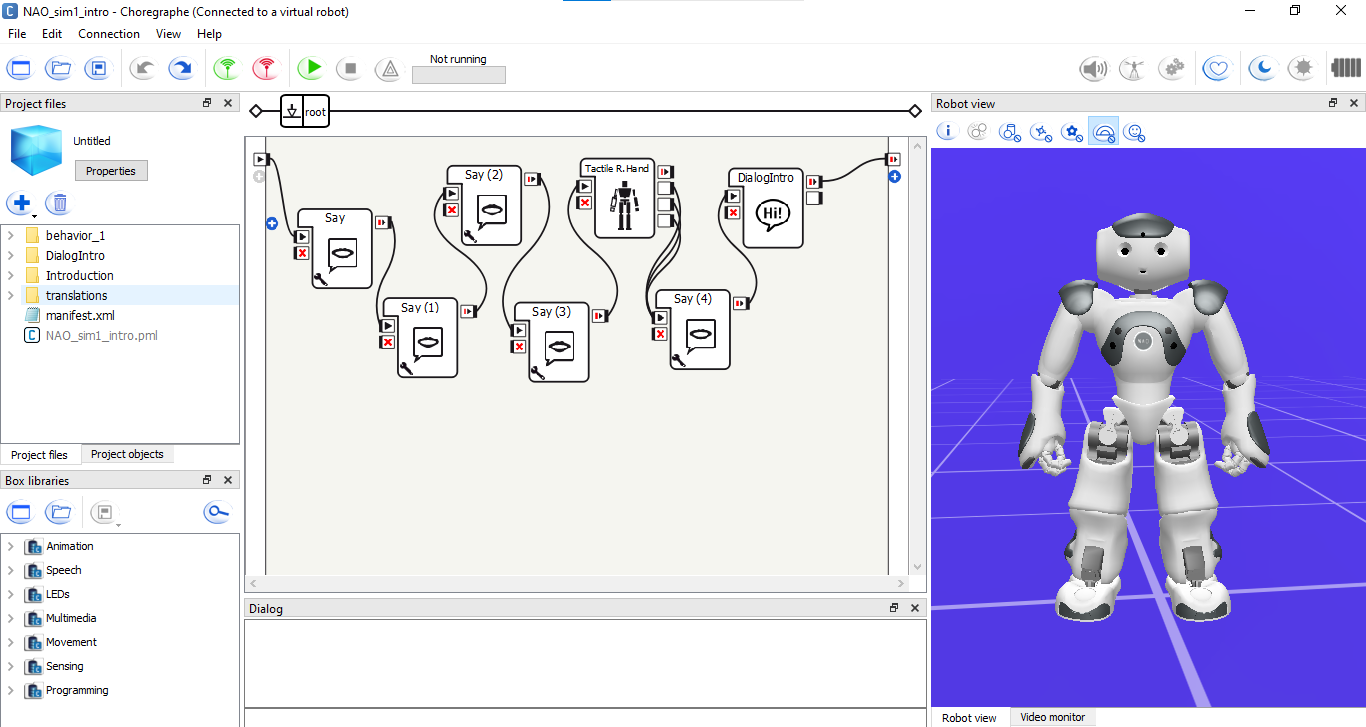 NAO_sim1_intro - Choregraphe (Connected to a virtual robot)
File Edit Connection View Help
Not running
Project files
Untitled
Properties
behavior_1
DialogIntro
Introduction
translations
manifest.xml
NAO_sim1_intro.pml
Project files Project objects
Box libraries
Animation
Speech
LEDs
Multimedia
Movement
Sensing
Programming
root
Say
Say (1)
Say (2)
Say (3)
Tactile R.Hand
Say (4)
DialogIntro
Hi!
Dialog
Robot view
Robot view Video monitor